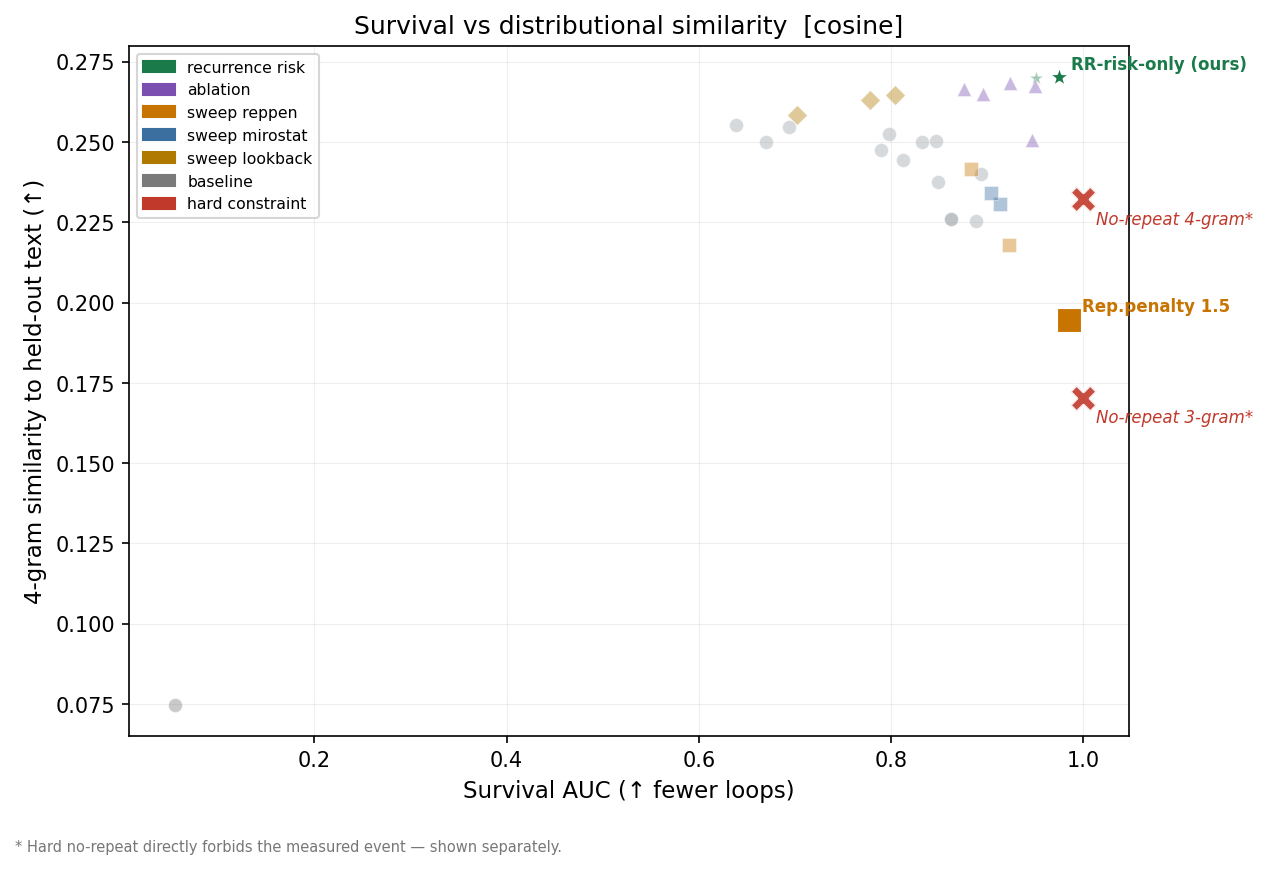 Survival vs distributional similarity  [cosine]
recurrence risk
ablation
sweep reppen
sweep mirostat
sweep lookback
baseline
hard constraint
RR-risk-only (ours)
No-repeat 4-gram*
Rep.penalty 1.5
No-repeat 3-gram*
4-gram similarity to held-out text (↑)
0.275
0.250
0.225
0.200
0.175
0.150
0.125
0.100
0.075
0.2 0.4 0.6 0.8 1.0
Survival AUC (↑ fewer loops)
* Hard no-repeat directly forbids the measured event — shown separately.